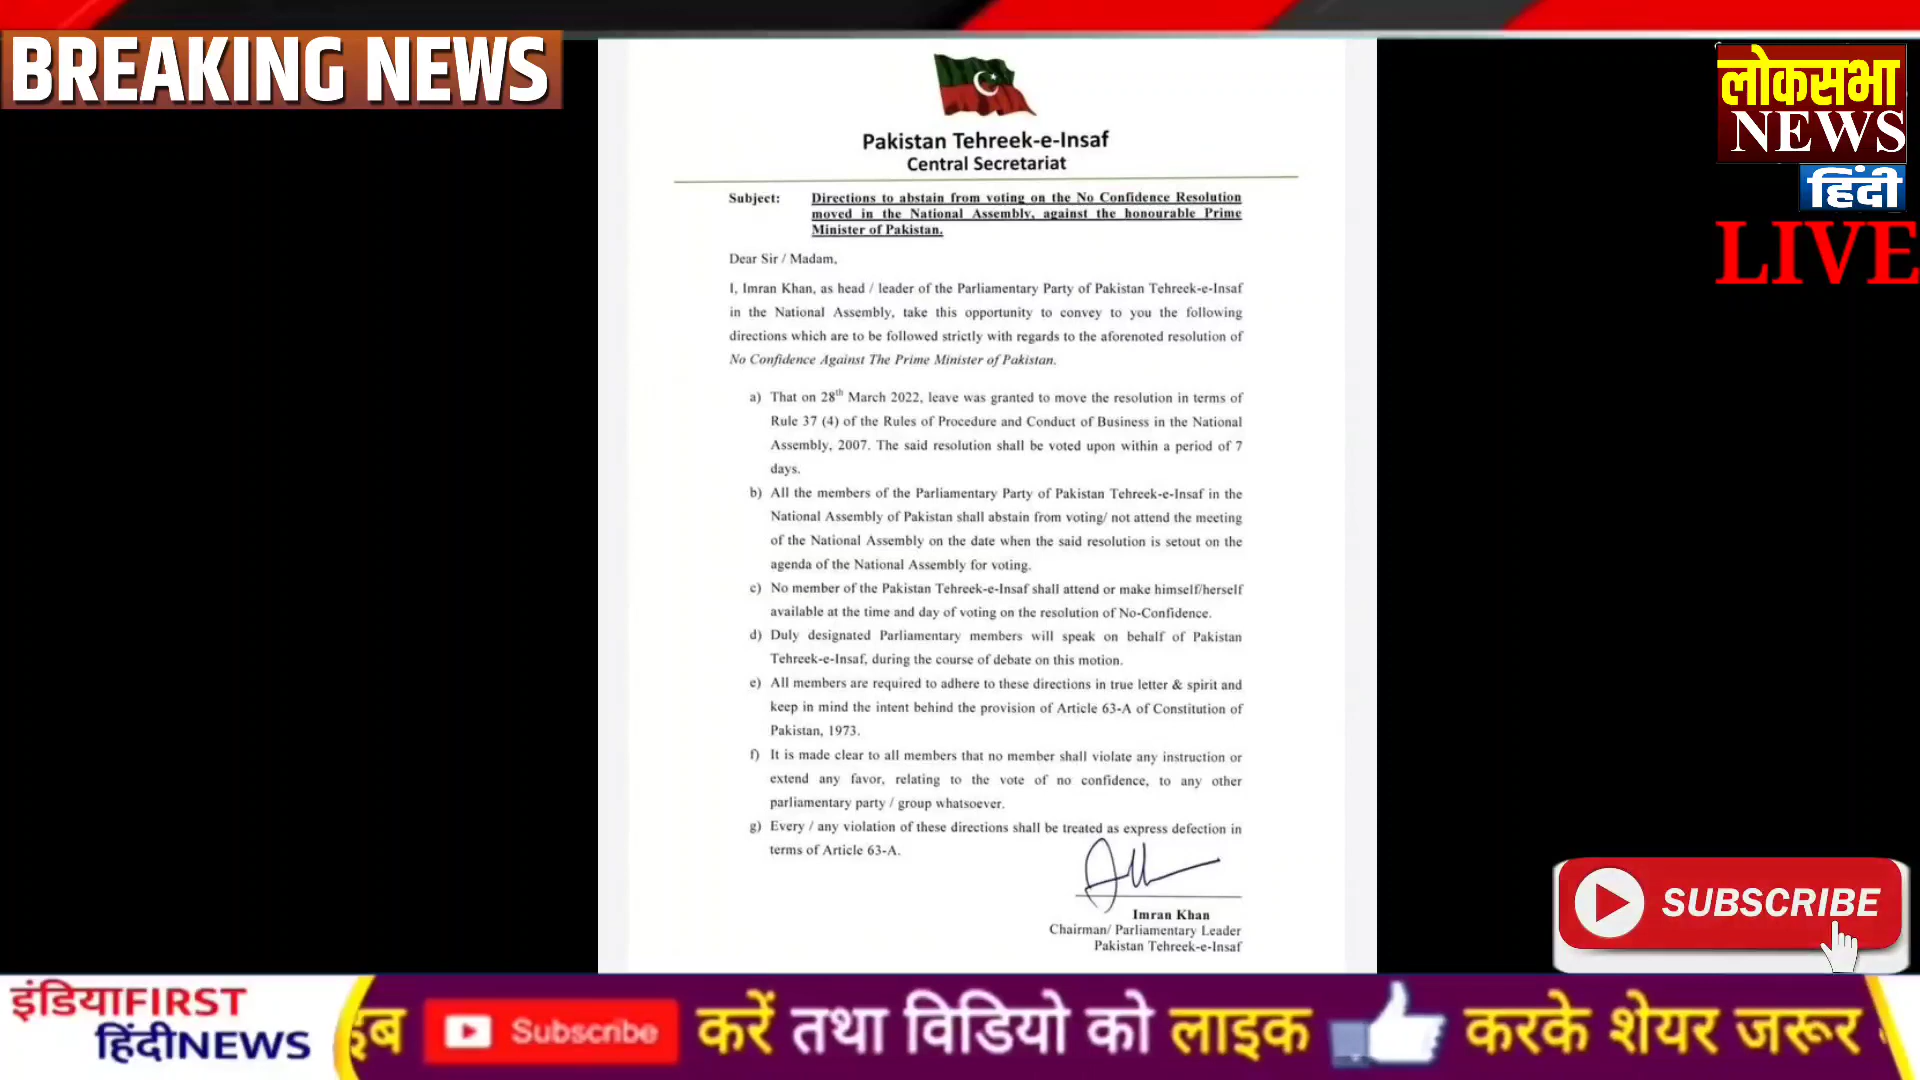 BREAKING NEWS
लोकसभा
NEWS
हिंदी
LIVE
Pakistan Tehreek-e-Insaf
Central Secretariat
Subject: Directions to abstain from voting on the No Confidence Resolution
moved in the National Assembly, against the honourable Prime
Minister of Pakistan.
Dear Sir / Madam,
I, Imran Khan, as head / leader of the Parliamentary Party of Pakistan Tehreek-e-Insaf
in the National Assembly, take this opportunity to convey to you the following
directions which are to be followed strictly with regards to the aforenoted resolution of
No Confidence Against The Prime Minister of Pakistan.
a) That on 28th March 2022, leave was granted to move the resolution in terms of
Rule 37 (4) of the Rules of Procedure and Conduct of Business in the National
Assembly, 2007. The said resolution shall be voted upon within a period of 7
days.
b) All the members of the Parliamentary Party of Pakistan Tehreek-e-Insaf in the
National Assembly of Pakistan shall abstain from voting/ not attend the meeting
of the National Assembly on the date when the said resolution is setout on the
agenda of the National Assembly for voting.
c) No member of the Pakistan Tehreek-e-Insaf shall attend or make himself/herself
available at the time and day of voting on the resolution of No-Confidence.
d) Duly designated Parliamentary members will speak on behalf of Pakistan
Tehreek-e-Insaf, during the course of debate on this motion.
e) All members are required to adhere to these directions in true letter & spirit and
keep in mind the intent behind the provision of Article 63-A of Constitution of
Pakistan, 1973.
f) It is made clear to all members that no member shall violate any instruction or
extend any favor, relating to the vote of no confidence, to any other
parliamentary party / group whatsoever.
g) Every / any violation of these directions shall be treated as express defection in
terms of Article 63-A.
Imran Khan
Chairman/ Parliamentary Leader
Pakistan Tehreek-e-Insaf
SUBSCRIBE
इंडियाFIRST
हिंदीNEWS
इब Subscribe करें तथा विडियो को लाइक करके शेयर जरूर